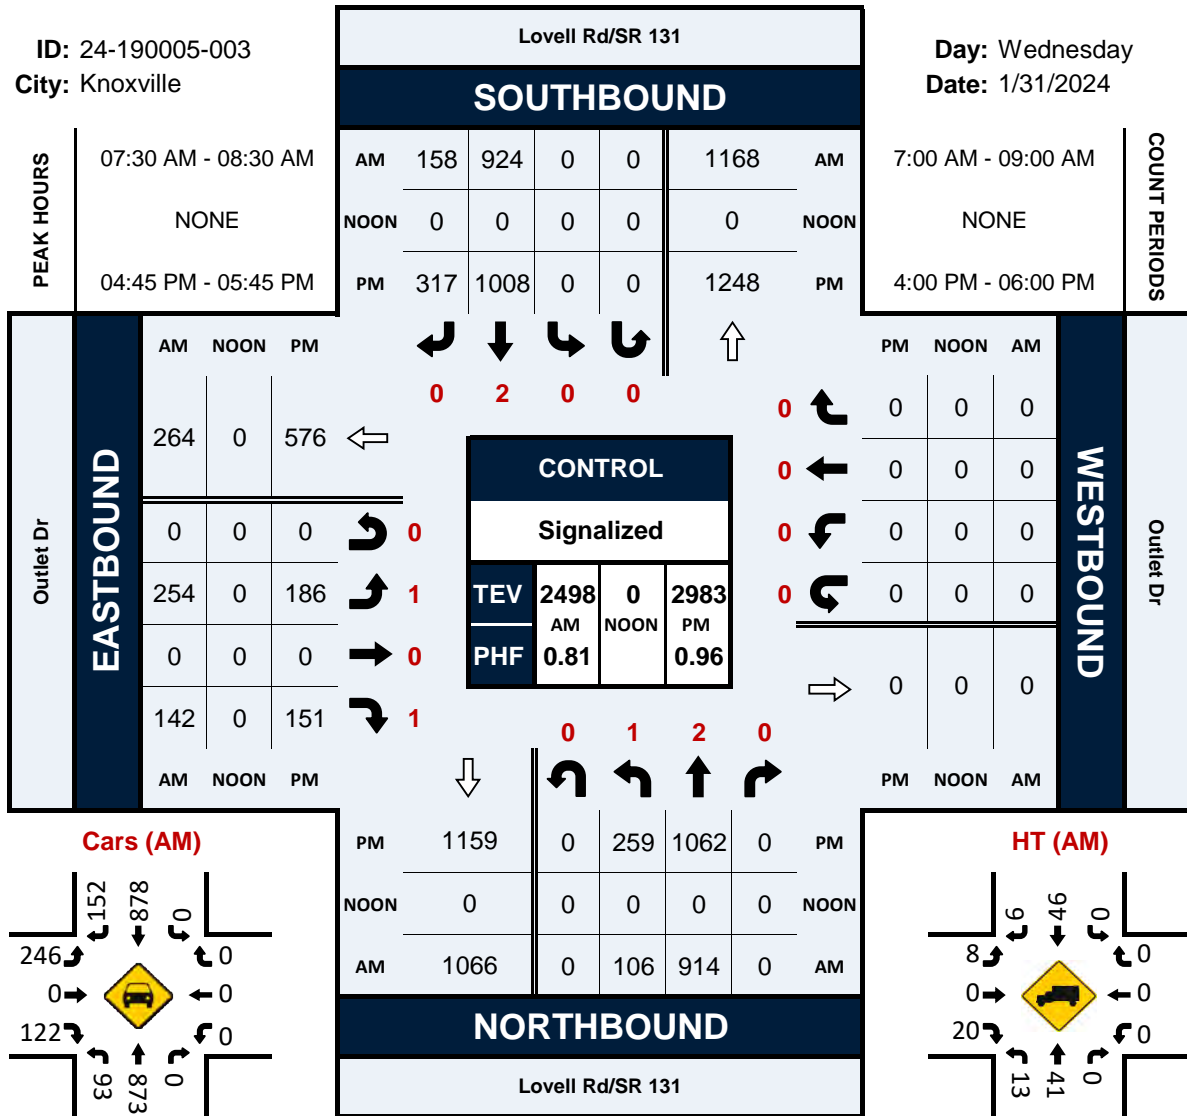 Lovell Rd/SR 131
ID: 24-190005-003
City: Knoxville
Day: Wednesday
Date: 1/31/2024
SOUTHBOUND
PEAK HOURS
07:30 AM - 08:30 AM
NONE
04:45 PM - 05:45 PM
AM 158 924 0 0 1168 AM
NOON 0 0 0 0 0 NOON
PM 317 1008 0 0 1248 PM
7:00 AM - 09:00 AM
NONE
4:00 PM - 06:00 PM
COUNT PERIODS
0 2 0 0
Outlet Dr
EASTBOUND
AM NOON PM
264 0 576
0 0 0 0
254 0 186 1
0 0 0 0
142 0 151 1
AM NOON PM
CONTROL
Signalized
TEV 2498 0 2983
AM NOON PM
PHF 0.81 0.96
PM NOON AM
0 0 0 0
0 0 0 0
0 0 0 0
0 0 0 0
0 0 0
PM NOON AM
WESTBOUND
Outlet Dr
0 1 2 0
PM 1159 0 259 1062 0 PM
NOON 0 0 0 0 0 NOON
AM 1066 0 106 914 0 AM
NORTHBOUND
Lovell Rd/SR 131
Cars (AM)
152 878 0
246 0
0 0
122 0
93 873 0
HT (AM)
6 46 0
8 0
0 0
20 0
13 41 0